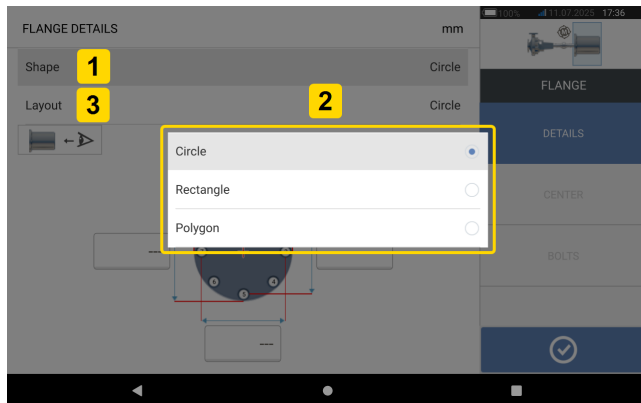 100% 11.07.2025 17:36
FLANGE DETAILS mm
Shape 1 Circle
Layout 3 2 Circle
Circle
Rectangle
Polygon
---
---
FLANGE
DETAILS
CENTER
BOLTS
6 4
5